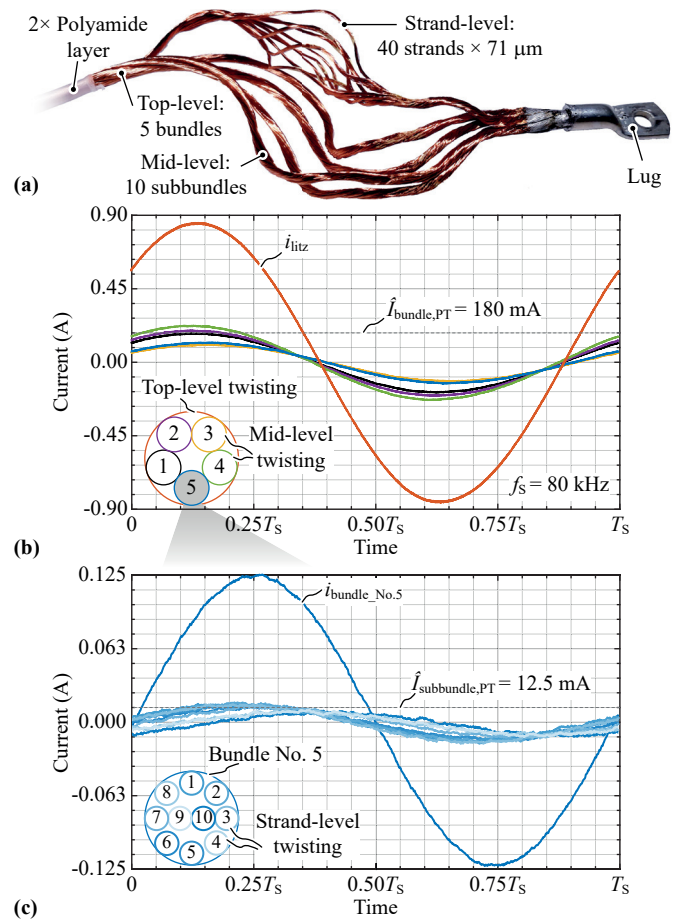 2× Polyamide
layer
Strand-level:
40 strands × 71 μm
Top-level:
5 bundles
Mid-level:
10 subbundles
Lug
(a)
0.90
0.45
0.00
-0.45
-0.90
Current (A)
i_litz
Î_bundle,PT = 180 mA
Top-level twisting
Mid-level
twisting
1
2
3
4
5
f_S = 80 kHz
0
0.25T_S
0.50T_S
0.75T_S
T_S
Time
(b)
0.125
0.063
0.000
-0.063
-0.125
Current (A)
i_bundle_No.5
Î_subbundle,PT = 12.5 mA
Bundle No. 5
1
8
2
7
9
10
3
6
4
5
Strand-level
twisting
0
0.25T_S
0.50T_S
0.75T_S
T_S
Time
(c)